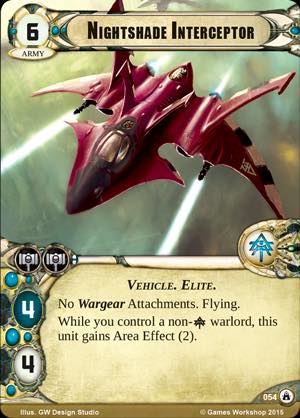 6
ARMY
NIGHTSHADE INTERCEPTOR
VEHICLE. ELITE.
4
No Wargear Attachments. Flying.
While you control a non- warlord, this
unit gains Area Effect (2).
4
054
Illus. GW Design Studio
© Games Workshop 2015